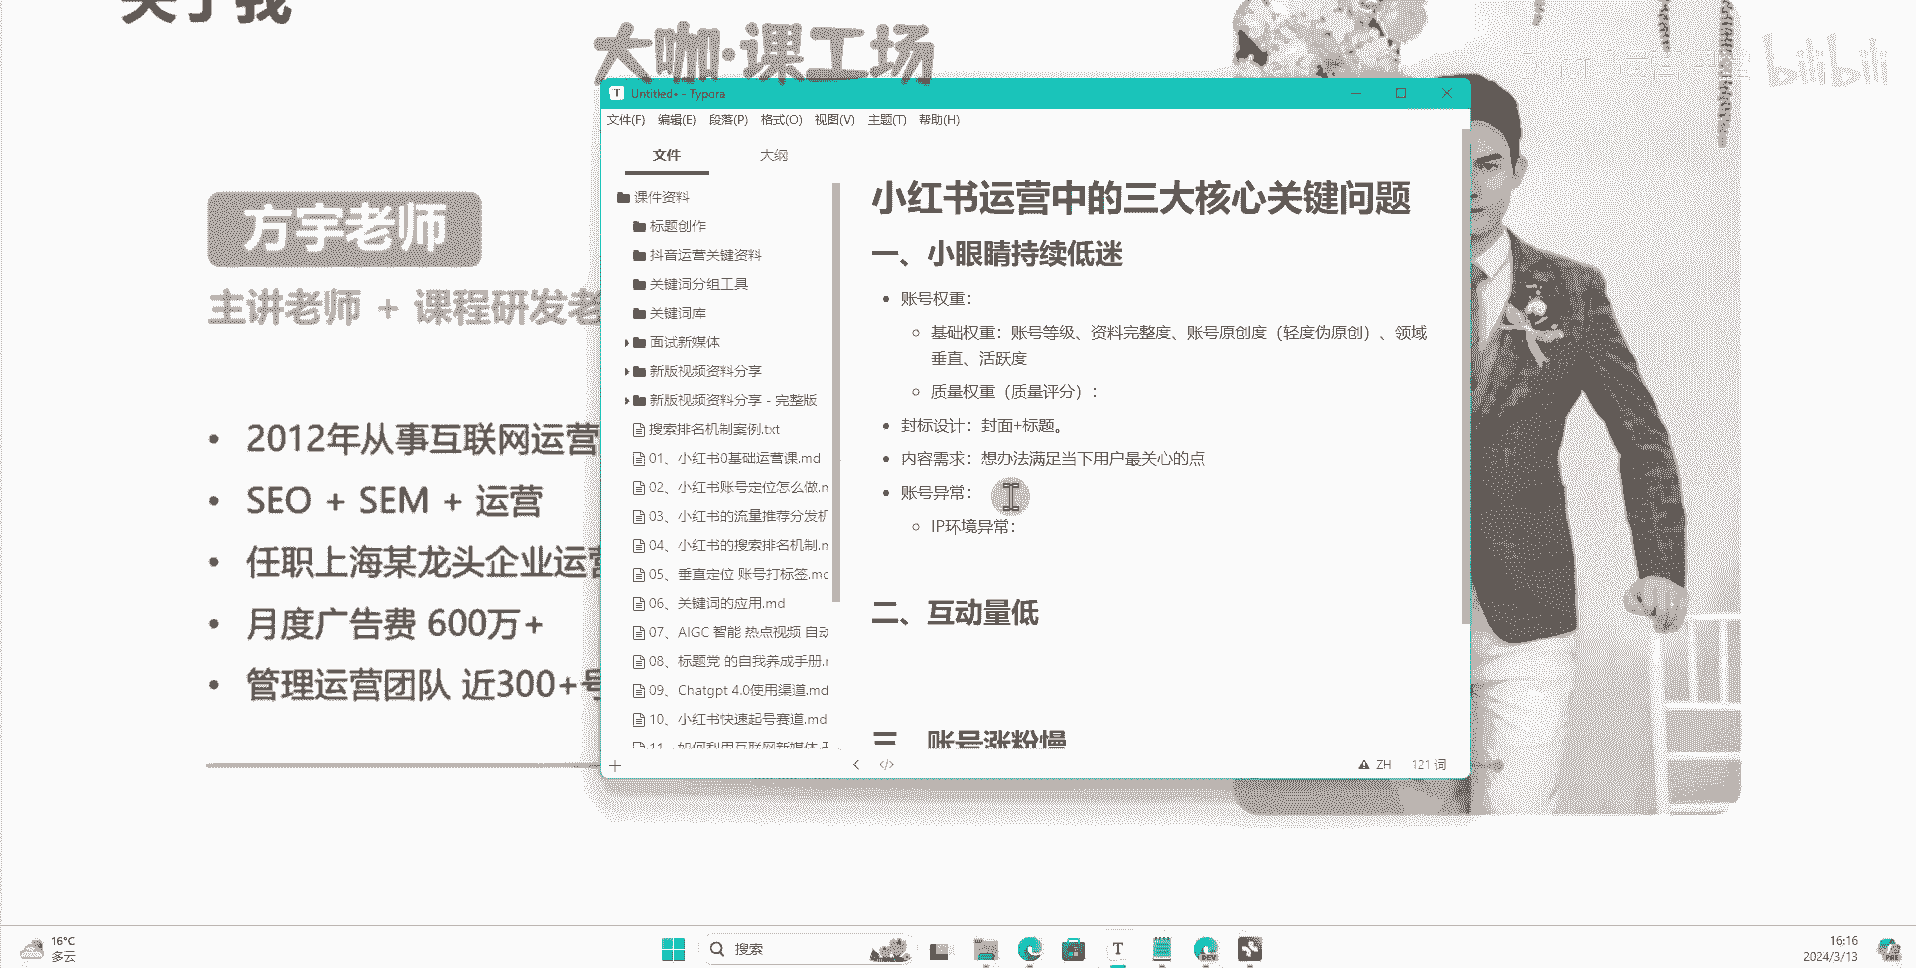 关于我
大咖·课工场
bilibili
方宇老师
主讲老师 + 课程研发老
2012年从事互联网运营
SEO + SEM + 运营
任职上海某龙头企业运营
月度广告费 600万+
管理运营团队 近300+号
Untitled• - Typora
文件(F) 编辑(E) 段落(P) 格式(O) 视图(V) 主题(T) 帮助(H)
文件 大纲
课件资料
标题创作
抖音运营关键资料
关键词分组工具
关键词库
面试新媒体
新版视频资料分享
新版视频资料分享 - 完整版
搜索排名机制案例.txt
01、小红书0基础运营课.md
02、小红书账号定位怎么做.m
03、小红书的流量推荐分发机
04、小红书的搜索排名机制.m
05、垂直定位 账号打标签.md
06、关键词的应用.md
07、AIGC 智能 热点视频 自动
08、标题党 的自我养成手册.m
09、Chatgpt 4.0使用渠道.md
10、小红书快速起号赛道.md
11、如何利用互联网新媒体
小红书运营中的三大核心关键问题
一、小眼睛持续低迷
账号权重：
基础权重：账号等级、资料完整度、账号原创度（轻度伪原创）、领域
垂直、活跃度
质量权重（质量评分）：
封标设计：封面+标题。
内容需求：想办法满足当下用户最关心的点
账号异常：
IP环境异常：
二、互动量低
三、账号涨粉慢
ZH 121 词
16°C
多云
搜索
T
DEV
16:16
2024/3/13
PRE